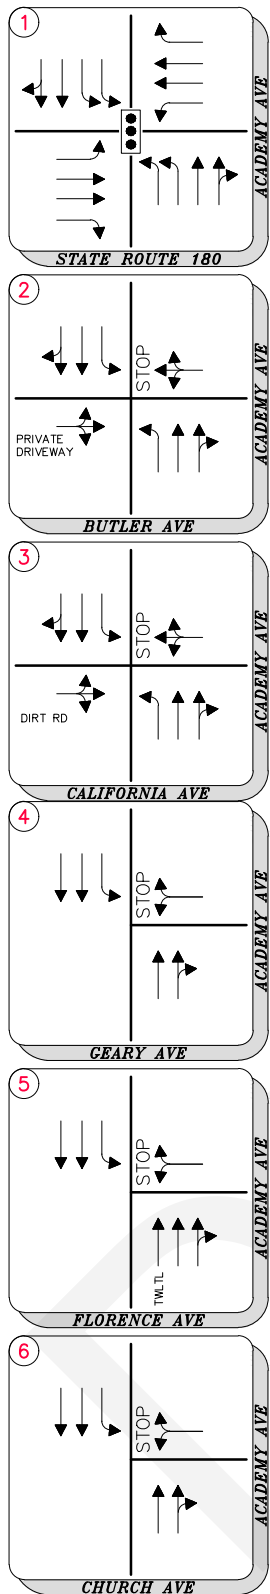 1
ACADEMY AVE
STATE ROUTE 180
2
STOP
PRIVATE
DRIVEWAY
ACADEMY AVE
BUTLER AVE
3
STOP
DIRT RD
ACADEMY AVE
CALIFORNIA AVE
4
STOP
ACADEMY AVE
GEARY AVE
5
STOP
TWLTL
ACADEMY AVE
FLORENCE AVE
6
STOP
ACADEMY AVE
CHURCH AVE